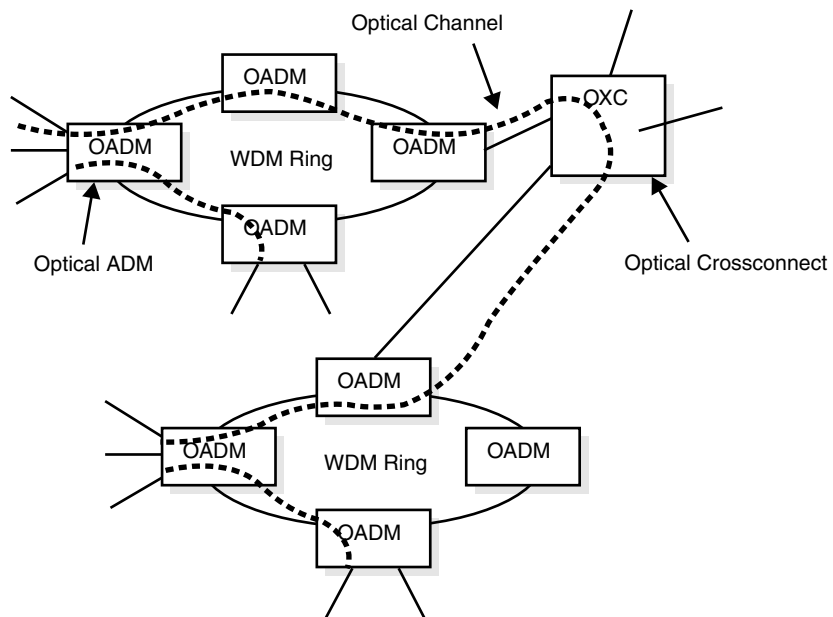 Optical Channel
OADM
OXC
OADM
WDM Ring
OADM
OADM
Optical ADM
Optical Crossconnect
OADM
OADM
WDM Ring
OADM
OADM